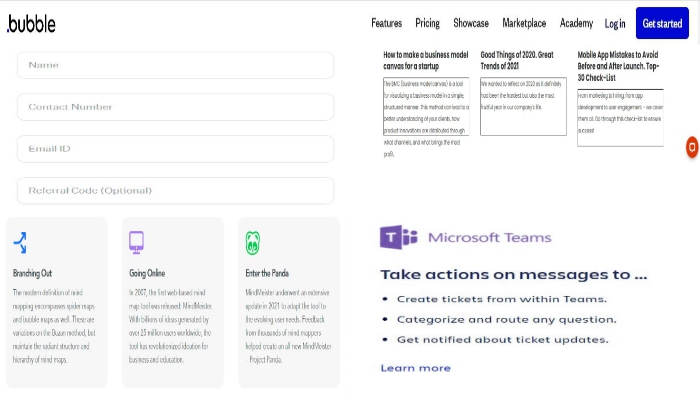 .bubble
Features Pricing Showcase Marketplace Academy Log in Get started
Name
Contact Number
Email ID
Referral Code (Optional)
How to make a business model
canvas for a startup
The BMC (business model canvas) is a tool
for visualizing a business model in a simple,
structured manner. This method can lead to a
better understanding of your clients, how
product innovations are distributed through
what channels, and what brings the most
profit.
Good Things of 2020. Great
Trends of 2021
We wanted to reflect on 2020 as it definitely
had been the hardest but also the most
fruitful year in our company's life.
Mobile App Mistakes to Avoid
Before and After Launch. Top-
30 Check-List
From marketing to hiring, from app
development to user engagement – we cover
them all. Go through this check-list to ensure
success!
Branching Out
The modern definition of mind
mapping encompasses spider maps
and bubble maps as well. These are
variations on the Buzan method, but
maintain the radiant structure and
hierarchy of mind maps.
Going Online
In 2007, the first web-based mind
map tool was released: MindMeister.
With billions of ideas generated by
over 25 million users worldwide, the
tool has revolutionized ideation for
business and education.
Enter the Panda
MindMeister underwent an extensive
update in 2021 to adapt the tool to
the evolving user needs. Feedback
from thousands of mind mappers
helped create an all new MindMeister
- Project Panda.
Microsoft Teams
Take actions on messages to ...
• Create tickets from within Teams.
• Categorize and route any question.
• Get notified about ticket updates.
Learn more